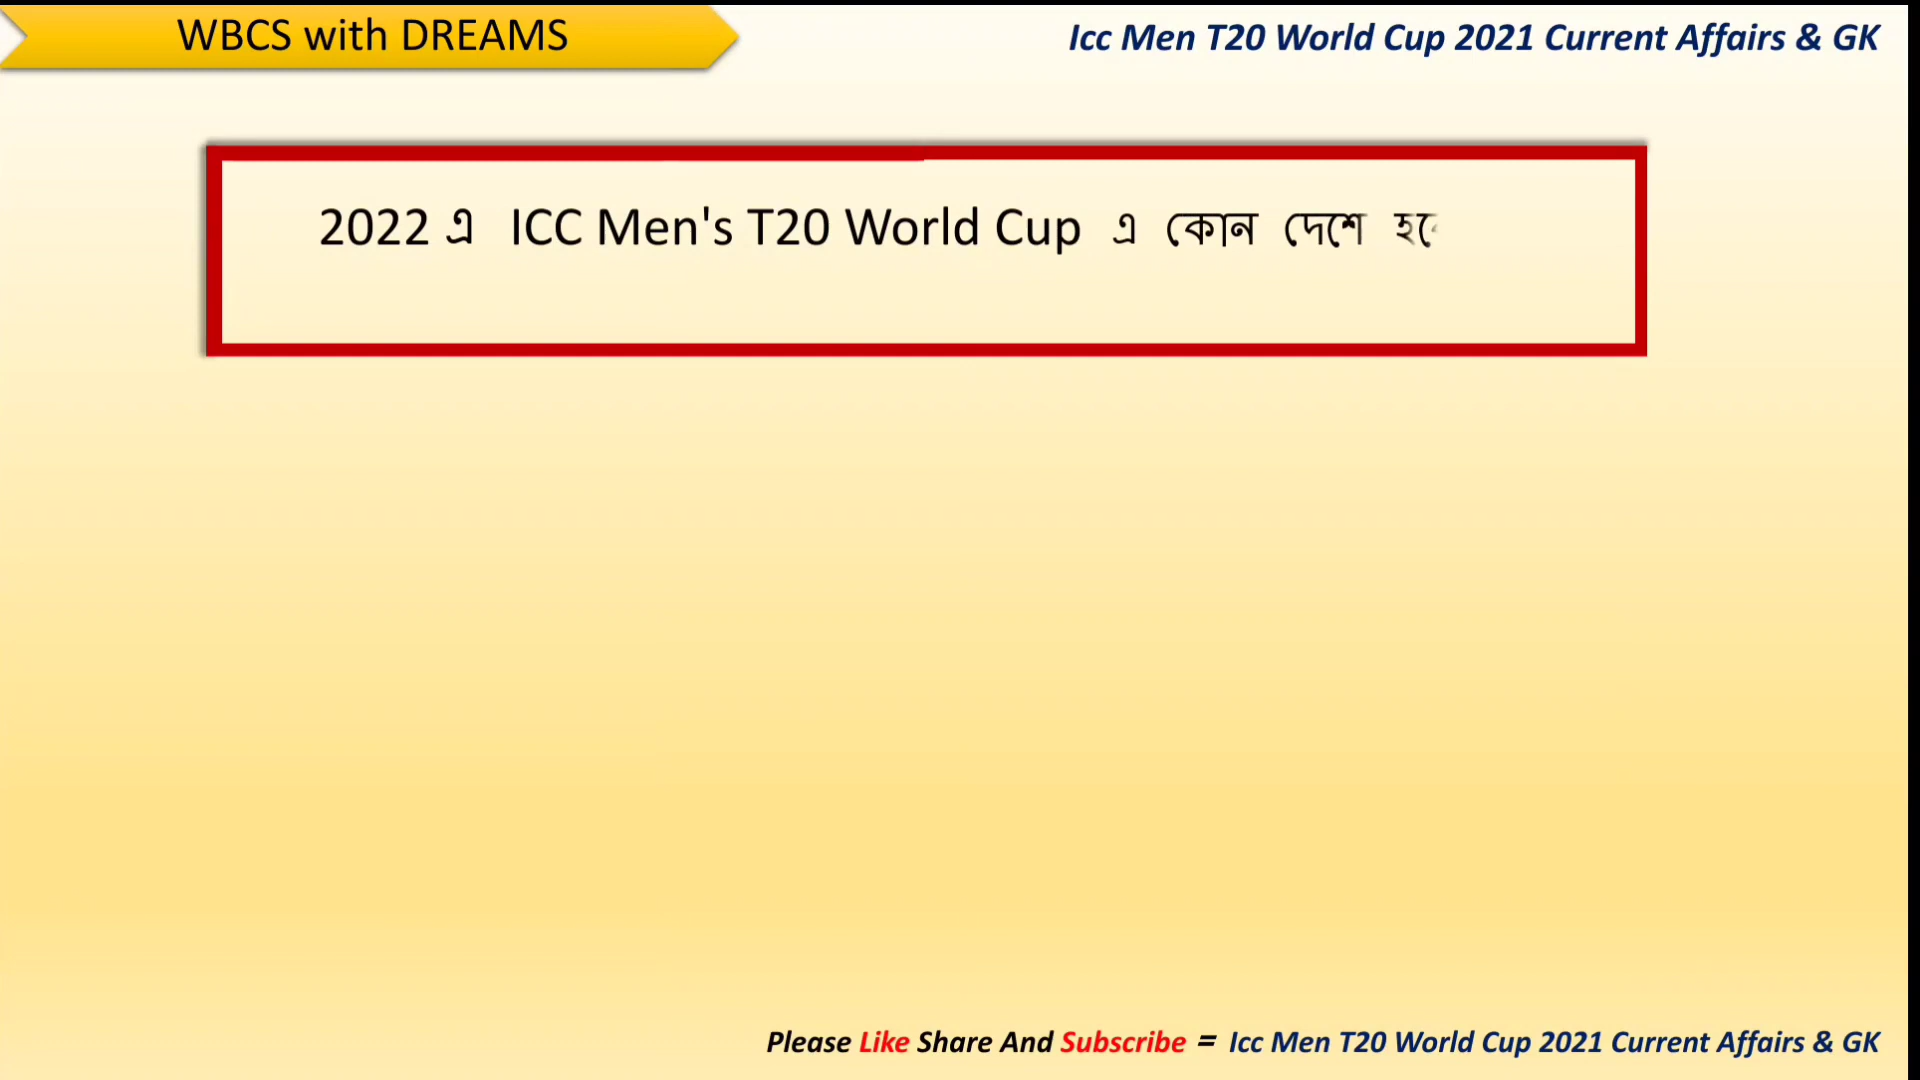 WBCS with DREAMS
Icc Men T20 World Cup 2021 Current Affairs & GK
2022 এ ICC Men's T20 World Cup এ কোন দেশে
Please Like Share And Subscribe = Icc Men T20 World Cup 2021 Current Affairs & GK